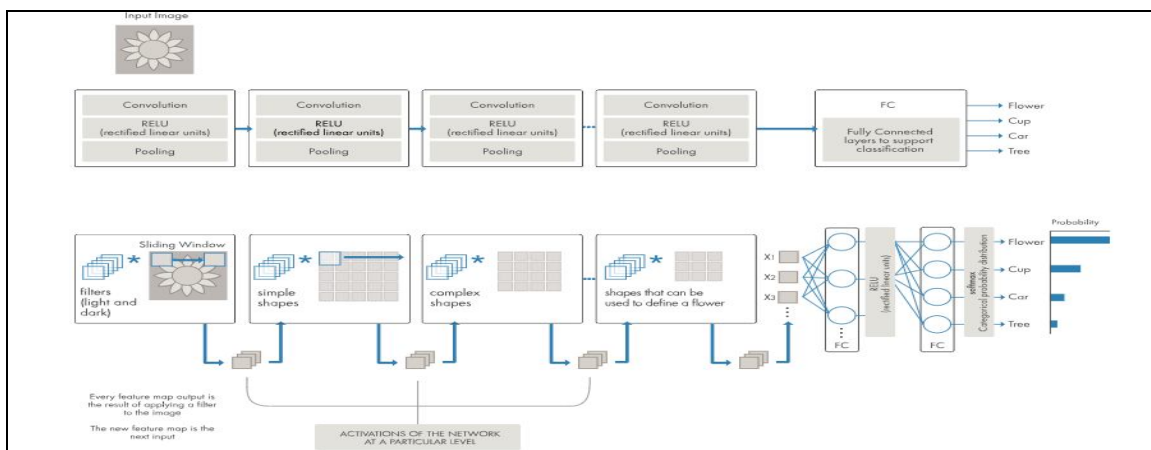 Input Image
Convolution
RELU
(rectified linear units)
Pooling
Convolution
RELU
(rectified linear units)
Pooling
Convolution
RELU
(rectified linear units)
Pooling
Convolution
RELU
(rectified linear units)
Pooling
FC
Fully Connected
layers to support
classification
Flower
Cup
Car
Tree
Sliding Window
*
filters
(light and
dark)
*
simple
shapes
*
complex
shapes
*
shapes that can be
used to define a flower
X1
X2
X3
FC
RELU
(rectified linear units)
FC
softmax
Categorical probability distribution
Probability
Flower
Cup
Car
Tree
Every feature map output is
the result of applying a filter
to the image
The new feature map is the
next input
ACTIVATIONS OF THE NETWORK
AT A PARTICULAR LEVEL